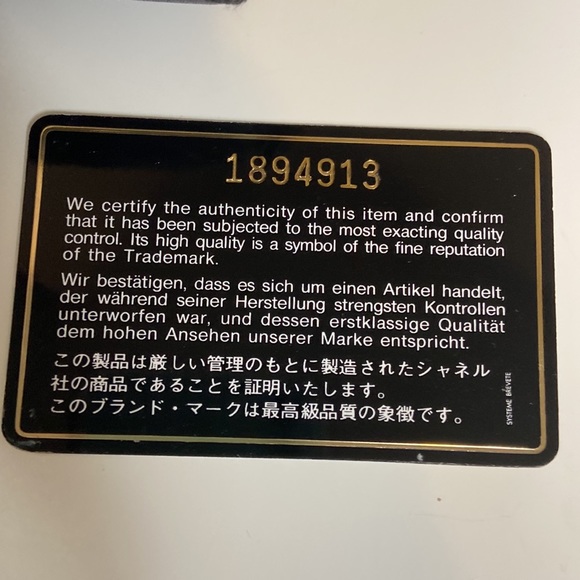 1894913
We certify the authenticity of this item and confirm
that it has been subjected to the most exacting quality
control. Its high quality is a symbol of the fine reputation
of the Trademark.
Wir bestätigen, dass es sich um einen Artikel handelt,
der während seiner Herstellung strengsten Kontrollen
unterworfen war, und dessen erstklassige Qualität
dem hohen Ansehen unserer Marke entspricht.
この製品は厳しい管理のもとに製造されたシャネル
社の商品であることを証明いたします。
このブランド・マークは最高級品質の象徴です。
SYSTEME BREVETE